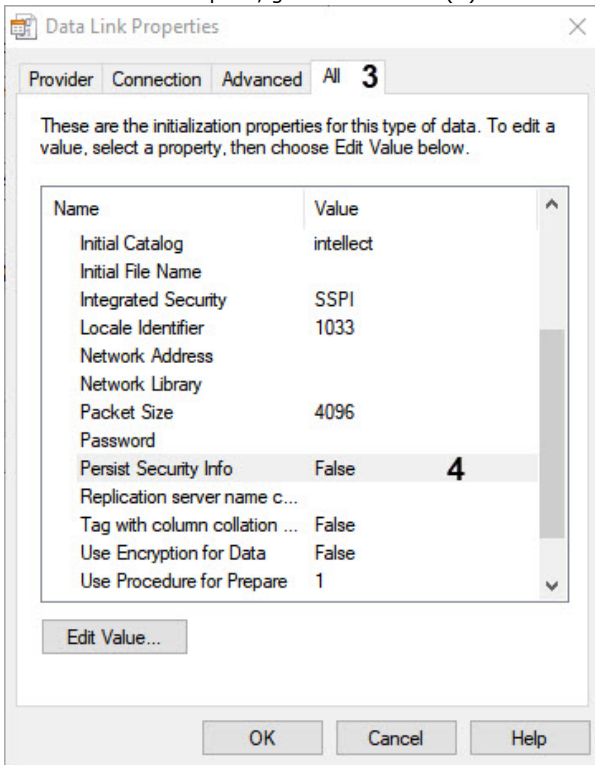 Data Link Properties
Provider Connection Advanced All 3
These are the initialization properties for this type of data. To edit a
value, select a property, then choose Edit Value below.
Name Value
Initial Catalog intellect
Initial File Name
Integrated Security SSPI
Locale Identifier 1033
Network Address
Network Library
Packet Size 4096
Password
Persist Security Info False 4
Replication server name c...
Tag with column collation ... False
Use Encryption for Data False
Use Procedure for Prepare 1
Edit Value...
OK Cancel Help